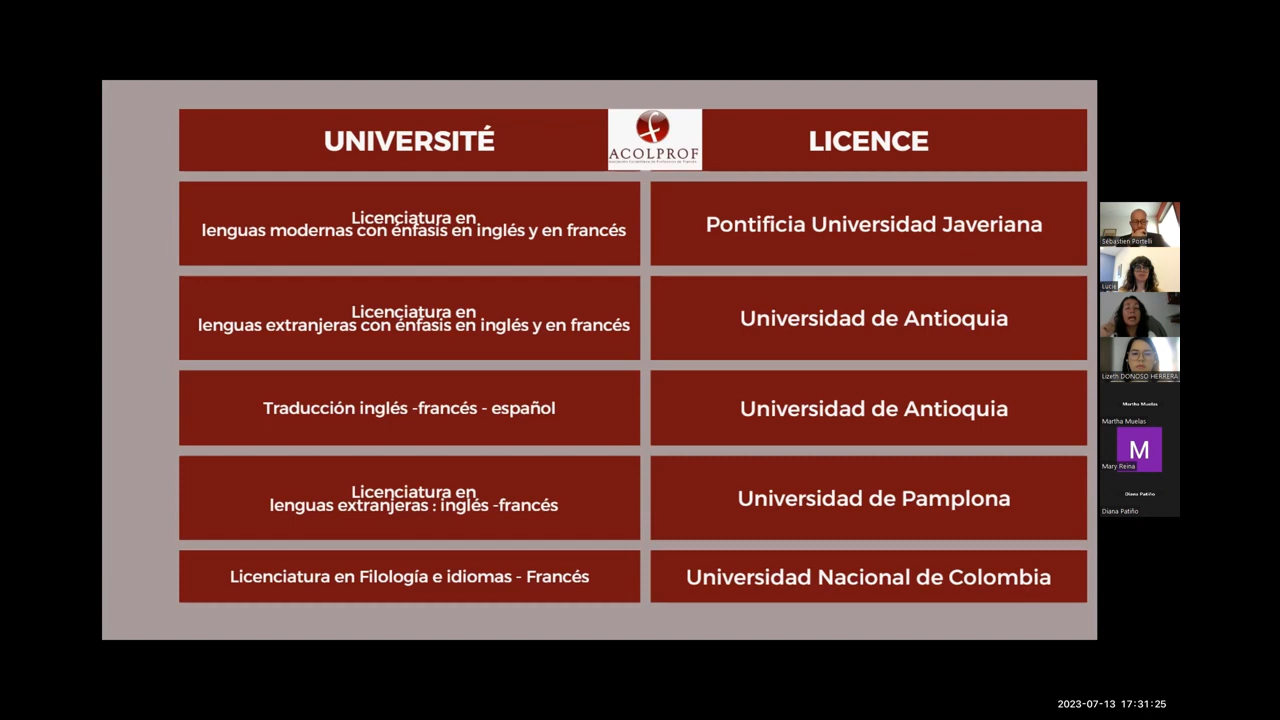 UNIVERSITÉ
ACOLPROF
LICENCE
Licenciatura en
lenguas modernas con énfasis en inglés y en francés
Pontificia Universidad Javeriana
Licenciatura en
lenguas extranjeras con énfasis en inglés y en francés
Universidad de Antioquia
Traducción inglés -francés - español
Universidad de Antioquia
Licenciatura en
lenguas extranjeras : inglés -francés
Universidad de Pamplona
Licenciatura en Filología e idiomas - Francés
Universidad Nacional de Colombia
Sébastien Portelli
Lucie
Lizeth DONOSO HERRERA
Martha Muelas
Martha Muelas
M
Mary Reina
Diana Patiño
Diana Patiño
2023-07-13 17:31:25